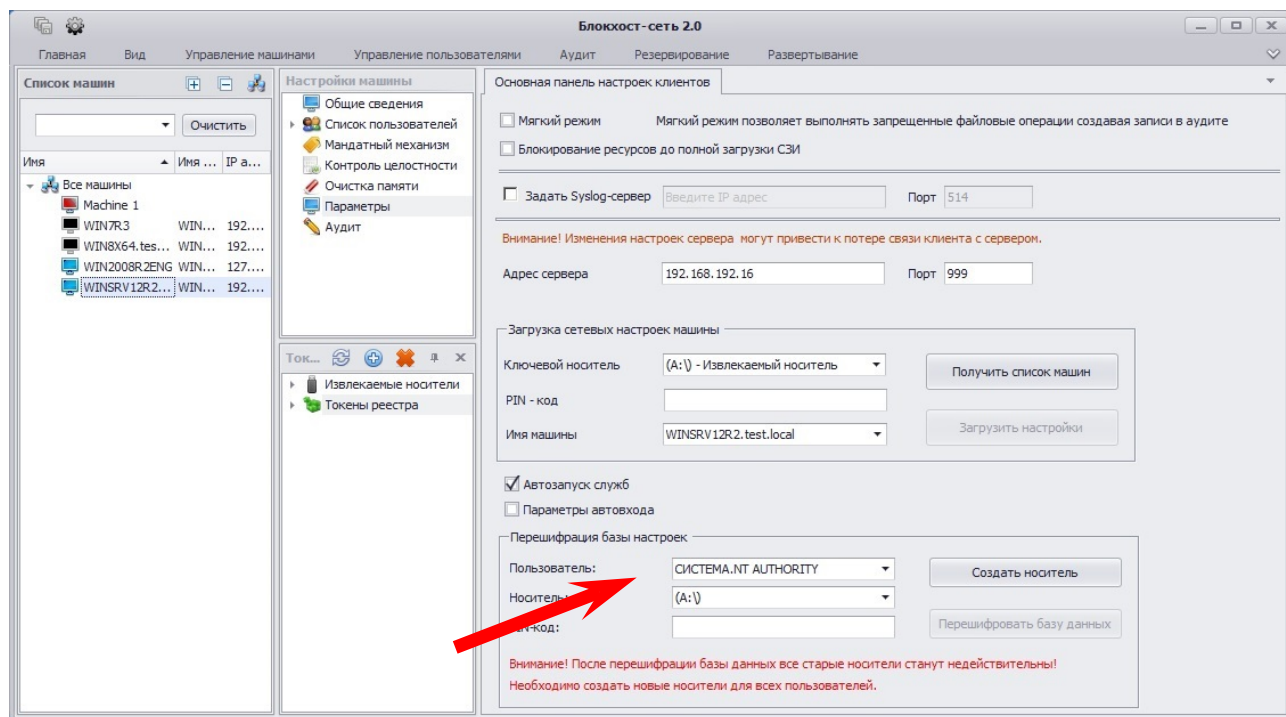 Блокхост-сеть 2.0
Главная Вид Управление машинами Управление пользователями Аудит Резервирование Развертывание
Список машин
Очистить
Имя Имя ... IP а...
Все машины
Machine 1
WIN7R3 WIN... 192....
WIN8X64.tes... WIN... 192....
WIN2008R2ENG WIN... 127....
WINSRV12R2... WIN... 192....
Настройки машины
Общие сведения
Список пользователей
Мандатный механизм
Контроль целостности
Очистка памяти
Параметры
Аудит
Ток...
Извлекаемые носители
Токены реестра
Основная панель настроек клиентов
Мягкий режим Мягкий режим позволяет выполнять запрещенные файловые операции создавая записи в аудите
Блокирование ресурсов до полной загрузки СЗИ
Задать Syslog-сервер Введите IP адрес Порт 514
Внимание! Изменения настроек сервера могут привести к потере связи клиента с сервером.
Адрес сервера 192.168.192.16 Порт 999
Загрузка сетевых настроек машины
Ключевой носитель (A:\) - Извлекаемый носитель Получить список машин
PIN - код
Имя машины WINSRV12R2.test.local Загрузить настройки
Автозапуск служб
Параметры автовхода
Перешифрация базы настроек
Пользователь: СИСТЕМА.NT AUTHORITY Создать носитель
Носитель: (A:\)
-код: Перешифровать базу данных
Внимание! После перешифрации базы данных все старые носители станут недействительны!
Необходимо создать новые носители для всех пользователей.